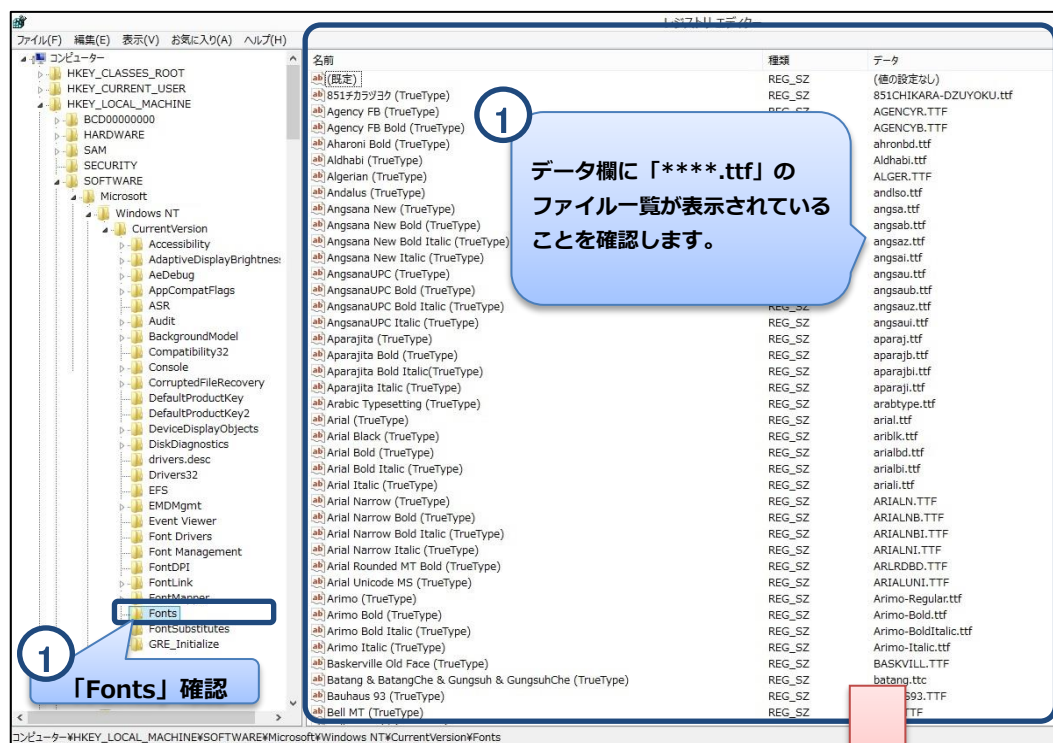 レジストリ エディター
ファイル(F) 編集(E) 表示(V) お気に入り(A) ヘルプ(H)
コンピューター
HKEY_CLASSES_ROOT
HKEY_CURRENT_USER
HKEY_LOCAL_MACHINE
BCD00000000
HARDWARE
SAM
SECURITY
SOFTWARE
Microsoft
Windows NT
CurrentVersion
Accessibility
AdaptiveDisplayBrightness
AeDebug
AppCompatFlags
ASR
Audit
BackgroundModel
Compatibility32
Console
CorruptedFileRecovery
DefaultProductKey
DefaultProductKey2
DeviceDisplayObjects
DiskDiagnostics
drivers.desc
Drivers32
EFS
EMDMgmt
Event Viewer
Font Drivers
Font Management
FontDPI
FontLink
FontMapper
Fonts
FontSubstitutes
GRE_Initialize
1
「Fonts」確認
名前 種類 データ
(既定) REG_SZ (値の設定なし)
851チカラヅヨク (TrueType) REG_SZ 851CHIKARA-DZUYOKU.ttf
Agency FB (TrueType) REG_SZ AGENCYR.TTF
Agency FB Bold (TrueType) AGENCYB.TTF
Aharoni Bold (TrueType) ahronbd.ttf
Aldhabi (TrueType) Aldhabi.ttf
Algerian (TrueType) ALGER.TTF
Andalus (TrueType) andlso.ttf
Angsana New (TrueType) angsa.ttf
Angsana New Bold (TrueType) angsab.ttf
Angsana New Bold Italic (TrueType) angsaz.ttf
Angsana New Italic (TrueType) angsai.ttf
AngsanaUPC (TrueType) angsau.ttf
AngsanaUPC Bold (TrueType) angsaub.ttf
AngsanaUPC Bold Italic (TrueType) REG_SZ angsauz.ttf
AngsanaUPC Italic (TrueType) REG_SZ angsaui.ttf
Aparajita (TrueType) REG_SZ aparaj.ttf
Aparajita Bold (TrueType) REG_SZ aparajb.ttf
Aparajita Bold Italic(TrueType) REG_SZ aparajbi.ttf
Aparajita Italic (TrueType) REG_SZ aparaji.ttf
Arabic Typesetting (TrueType) REG_SZ arabtype.ttf
Arial (TrueType) REG_SZ arial.ttf
Arial Black (TrueType) REG_SZ ariblk.ttf
Arial Bold (TrueType) REG_SZ arialbd.ttf
Arial Bold Italic (TrueType) REG_SZ arialbi.ttf
Arial Italic (TrueType) REG_SZ ariali.ttf
Arial Narrow (TrueType) REG_SZ ARIALN.TTF
Arial Narrow Bold (TrueType) REG_SZ ARIALNB.TTF
Arial Narrow Bold Italic (TrueType) REG_SZ ARIALNBI.TTF
Arial Narrow Italic (TrueType) REG_SZ ARIALNI.TTF
Arial Rounded MT Bold (TrueType) REG_SZ ARLRDBD.TTF
Arial Unicode MS (TrueType) REG_SZ ARIALUNI.TTF
Arimo (TrueType) REG_SZ Arimo-Regular.ttf
Arimo Bold (TrueType) REG_SZ Arimo-Bold.ttf
Arimo Bold Italic (TrueType) REG_SZ Arimo-BoldItalic.ttf
Arimo Italic (TrueType) REG_SZ Arimo-Italic.ttf
Baskerville Old Face (TrueType) REG_SZ BASKVILL.TTF
Batang & BatangChe & Gungsuh & GungsuhChe (TrueType) REG_SZ batang.ttc
Bauhaus 93 (TrueType) REG_SZ
Bell MT (TrueType) REG_SZ
1
データ欄に「****.ttf」の
ファイル一覧が表示されている
ことを確認します。
コンピューター¥HKEY_LOCAL_MACHINE¥SOFTWARE¥Microsoft¥Windows NT¥CurrentVersion¥Fonts